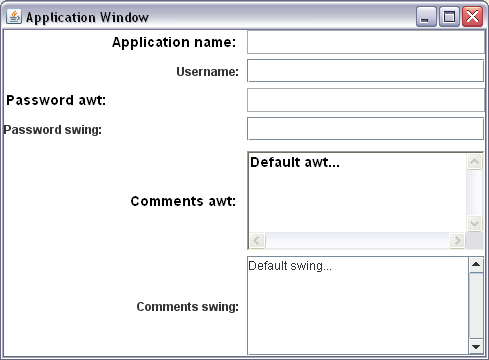 Application Window
Application name:
Username:
Password awt:
Password swing:
Comments awt:
Default awt...
Comments swing:
Default swing...